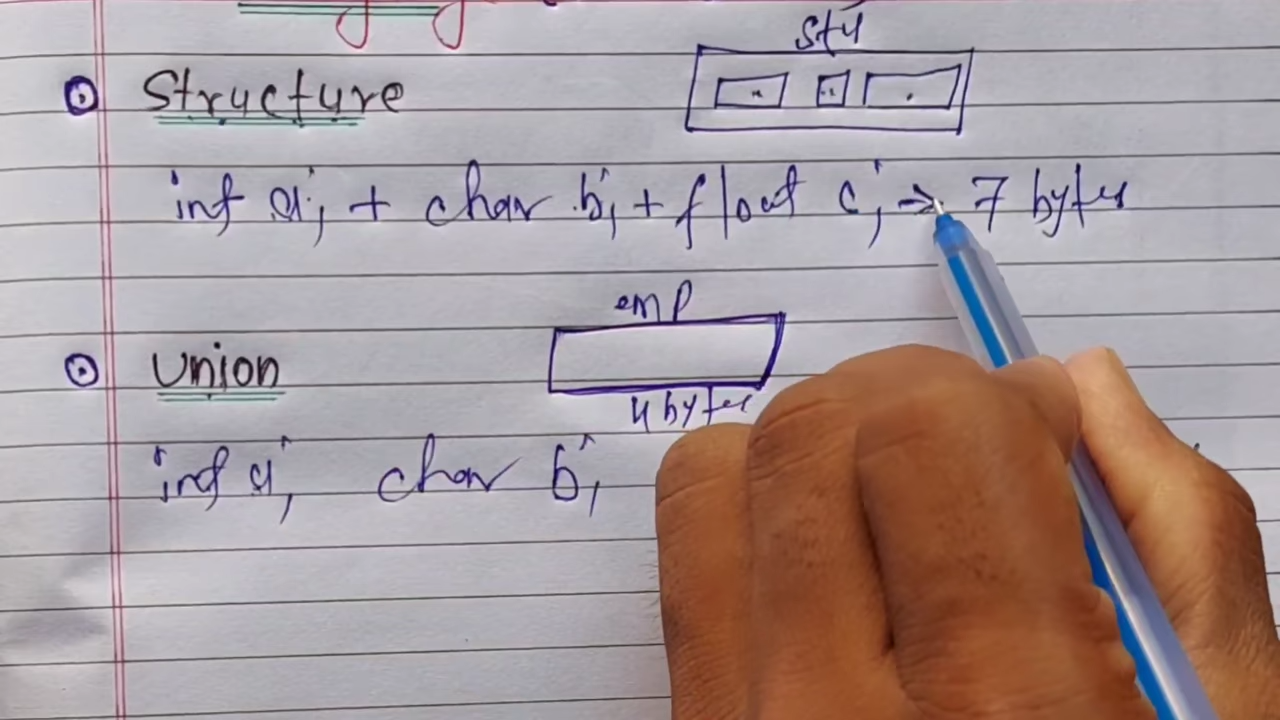 stu
Structure
int a; + char b; + float c; → 7 bytes
emp
Union
4 bytes
int a; char b;